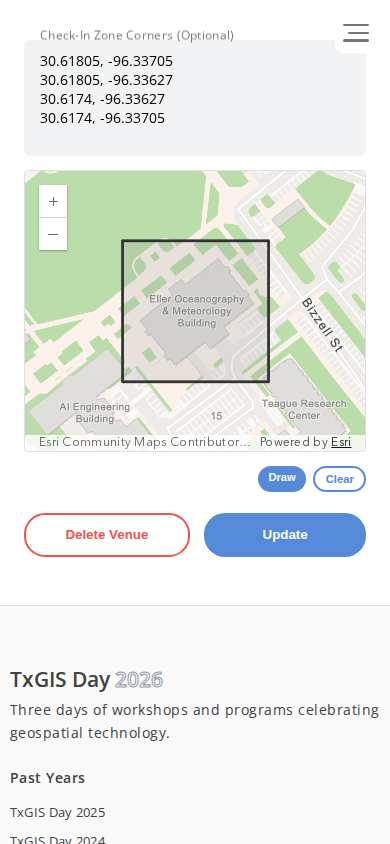 Check-In Zone Corners (Optional)
30.61805, -96.33705
30.61805, -96.33627
30.6174, -96.33627
30.6174, -96.33705
+
−
Eller Oceanography
& Meteorology
Building
Bizzell St
AI Engineering
Building
15
Teague Research
Center
Esri Community Maps Contributor... Powered by Esri
Draw Clear
Delete Venue Update
TxGIS Day 2026
Three days of workshops and programs celebrating
geospatial technology.
Past Years
TxGIS Day 2025
TxGIS Day 2024